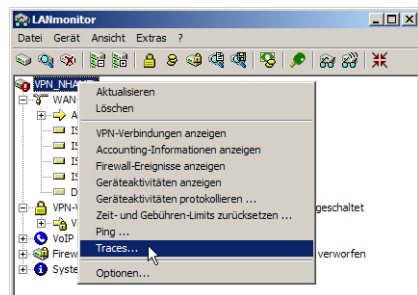 LANmonitor
Datei Gerät Ansicht Extras ?
VPN_NHAMEL
WAN
Aktualisieren
Löschen
VPN-Verbindungen anzeigen
Accounting-Informationen anzeigen
Firewall-Ereignisse anzeigen
Geräteaktivitäten anzeigen
Geräteaktivitäten protokollieren ...
Zeit- und Gebühren-Limits zurücksetzen ...
Ping ...
Traces...
Optionen...
VPN-
geschaltet
VoIP
Firew
verworfen
Syste